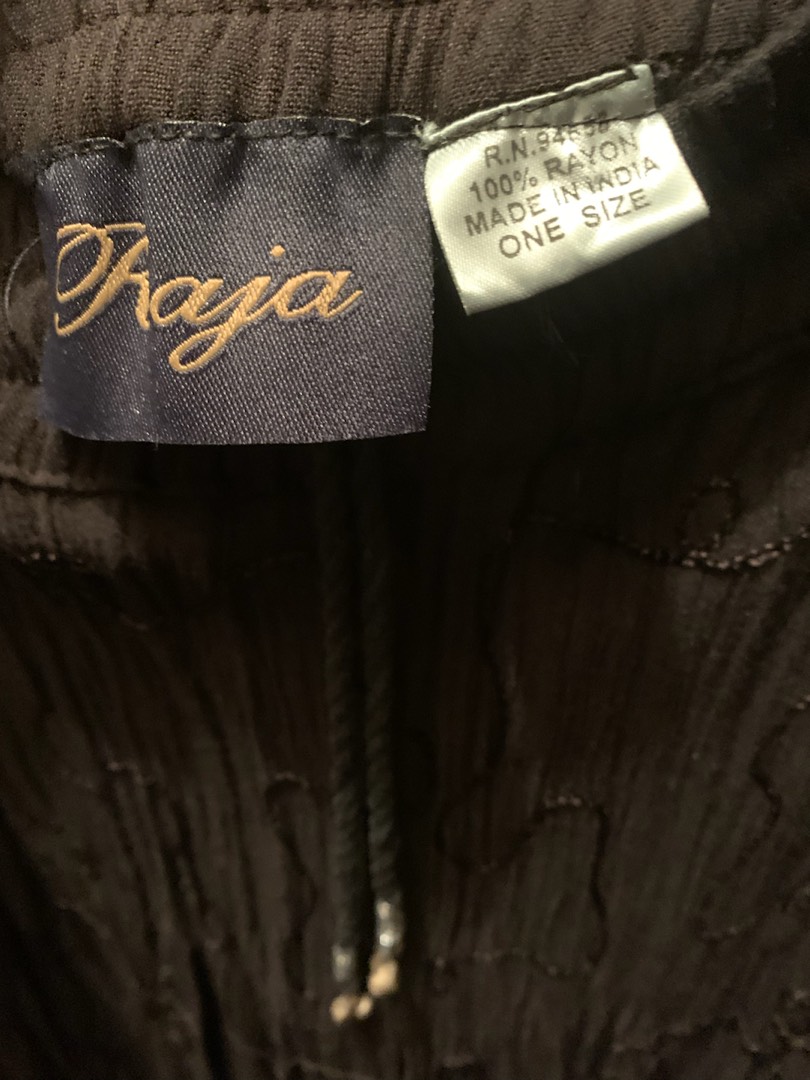 Raja
100% RAYON
MADE IN INDIA
ONE SIZE